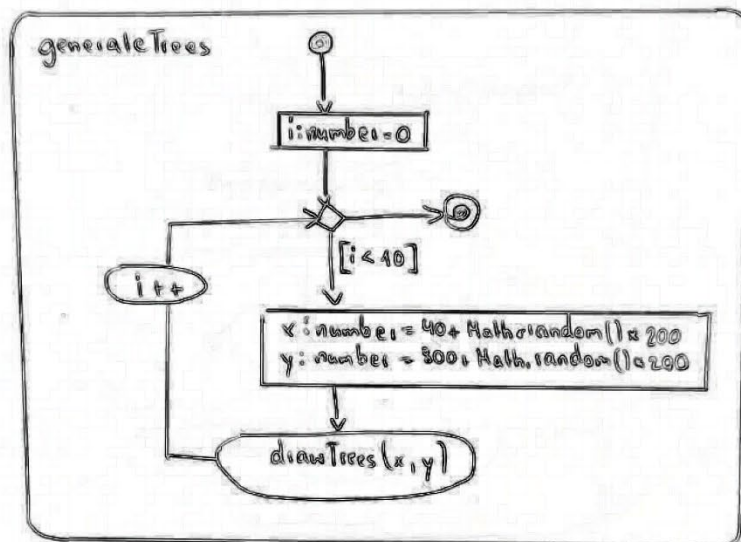 generateTrees
i:number=0
[i<10]
i++
x:number = 40+ Math.random()*200
y:number = 300+ Math.random()*200
drawTrees(x,y)